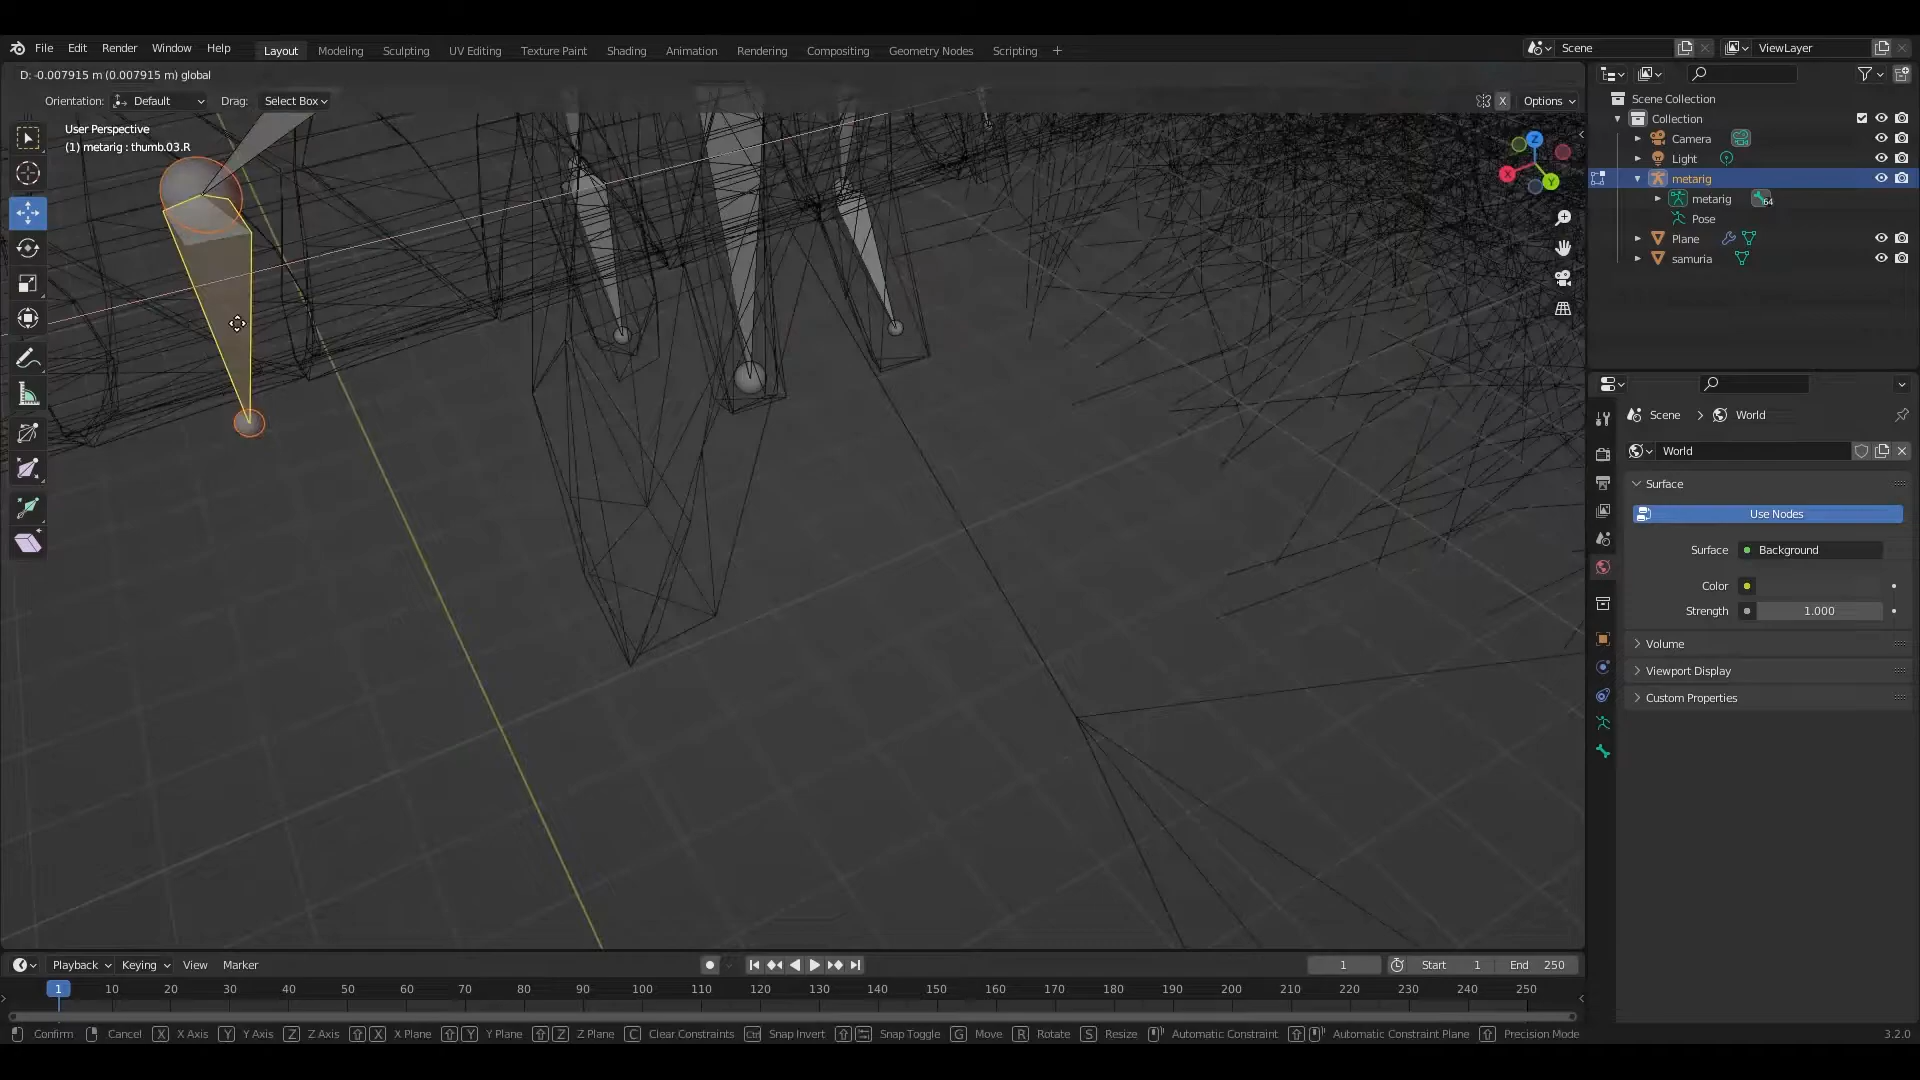 File Edit Render Window Help Layout Modeling Sculpting UV Editing Texture Paint Shading Animation Rendering Compositing Geometry Nodes Scripting + Scene ViewLayer
D: -0.007915 m (0.007915 m) global
Orientation: Default Drag: Select Box X Options
User Perspective
(1) metarig : thumb.03.R
Z
X
Y
Scene Collection
Collection
Camera
Light
metarig
metarig 64
Pose
Plane
samuria
Scene > World
World
Surface
Use Nodes
Surface Background
Color
Strength 1.000
Volume
Viewport Display
Custom Properties
Playback Keying View Marker 1 Start 1 End 250
1 10 20 30 40 50 60 70 80 90 100 110 120 130 140 150 160 170 180 190 200 210 220 230 240 250
Confirm Cancel X X Axis Y Y Axis Z Z Axis X X Plane Y Y Plane Z Z Plane C Clear Constraints Ctrl Snap Invert Snap Toggle G Move R Rotate S Resize Automatic Constraint Automatic Constraint Plane Precision Mode 3.2.0